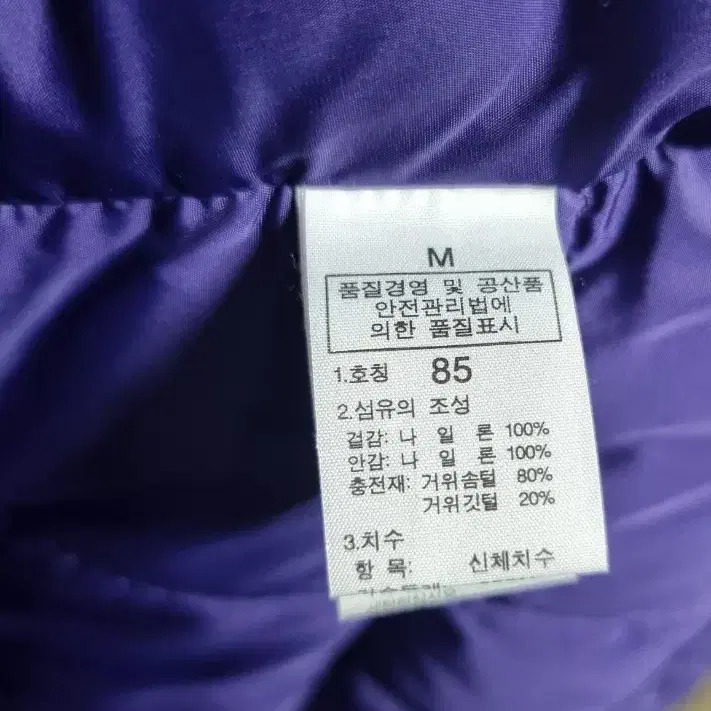 M
품질경영 및 공산품
안전관리법에
의한 품질표시
1.호칭 85
2.섬유의 조성
겉감: 나 일 론 100%
안감: 나 일 론 100%
충전재: 거위솜털 80%
거위깃털 20%
3.치수
항 목: 신체치수